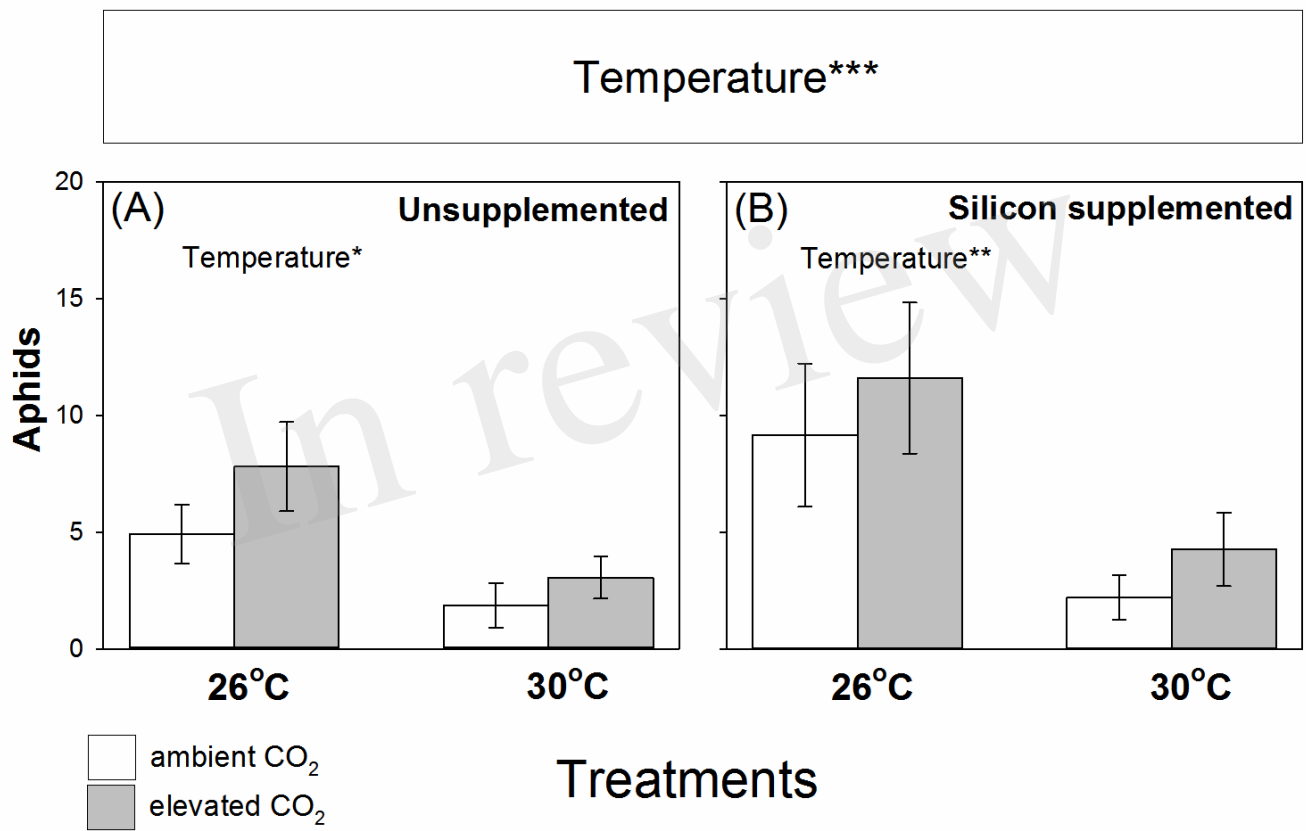 Temperature***
(A) Unsupplemented
Temperature*
(B) Silicon supplemented
Temperature**
In review
Aphids
20
15
10
5
0
26°C 30°C
26°C 30°C
ambient CO₂
elevated CO₂
Treatments